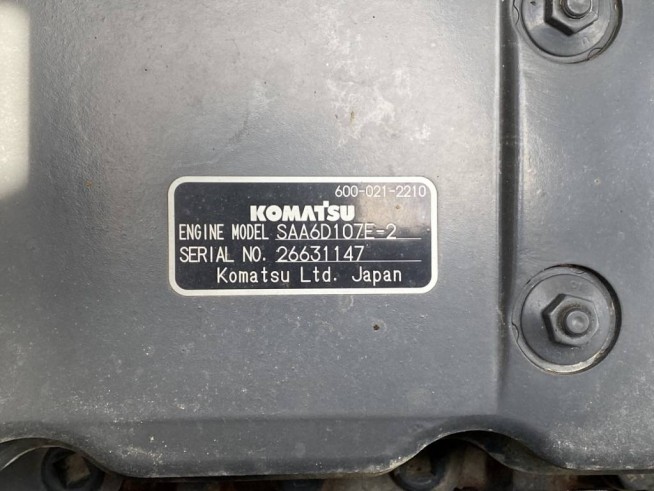 600-021-2210
KOMATSU
ENGINE MODEL SAA6D107E-2
SERIAL NO. 26631147
Komatsu Ltd. Japan